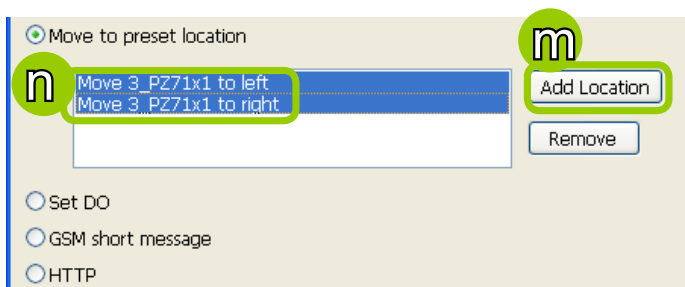 Move to preset location
m
n
Move 3_PZ71x1 to left
Add Location
Move 3_PZ71x1 to right
Remove
Set DO
GSM short message
HTTP